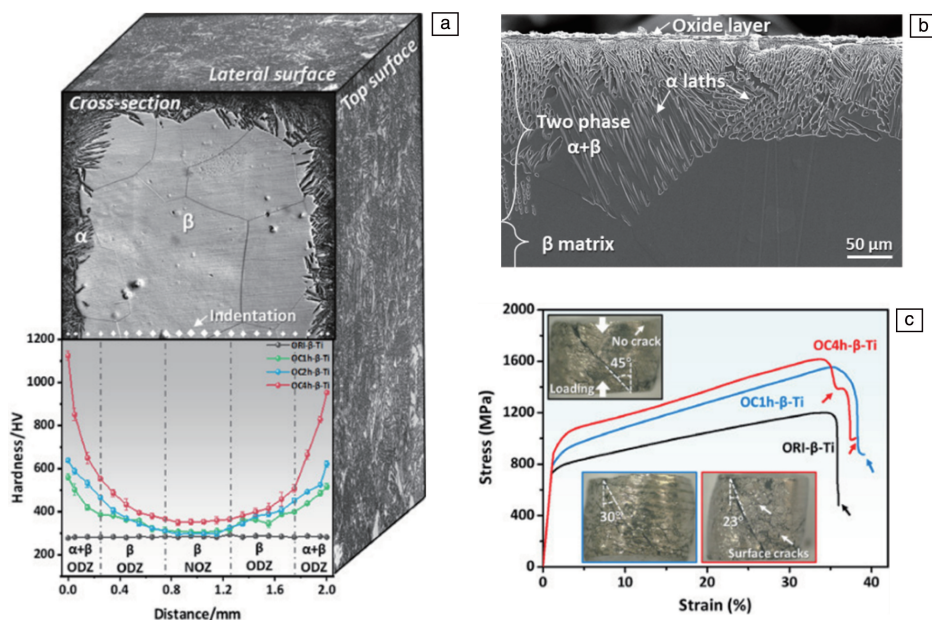 a
Lateral surface
Top surface
Cross-section
α
β
Indentation
1200
1000
800
600
400
200
Hardness/HV
ORI-β-Ti
OC1h-β-Ti
OC2h-β-Ti
OC4h-β-Ti
α+β β β β α+β
ODZ ODZ NOZ ODZ ODZ
0.0 0.4 0.8 1.2 1.6 2.0
Distance/mm
b
Oxide layer
α laths
Two phase
α+β
β matrix
50 μm
c
2000
1600
1200
800
400
0
Stress (MPa)
No crack
45°
Loading
OC4h-β-Ti
OC1h-β-Ti
ORI-β-Ti
30°
23°
Surface cracks
0 10 20 30 40
Strain (%)